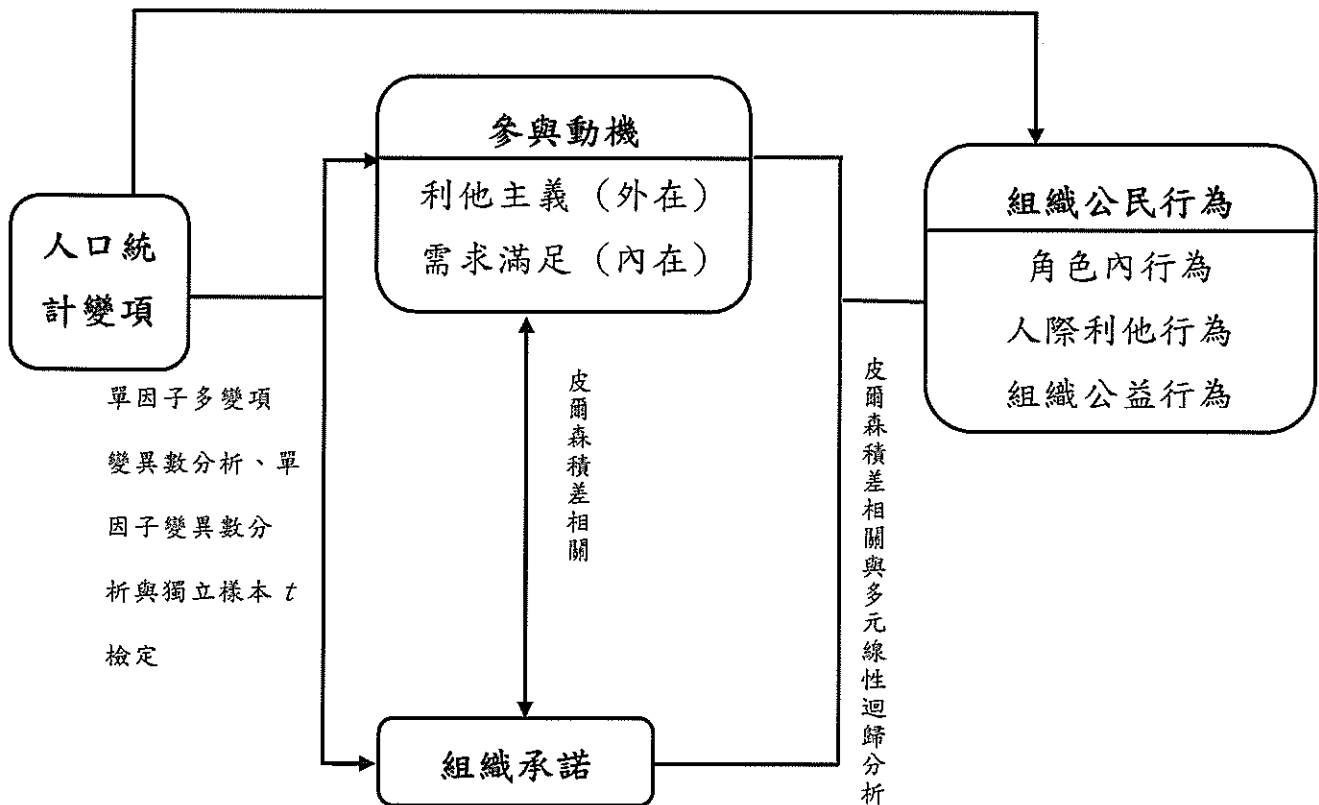 參與動機
利他主義（外在）
需求滿足（內在）
組織公民行為
角色內行為
人際利他行為
組織公益行為
人口統
計變項
單因子多變項
變異數分析、單
因子變異數分
析與獨立樣本 t
檢定
皮爾森積差相關
皮爾森積差相關與多元線性迴歸分析
組織承諾